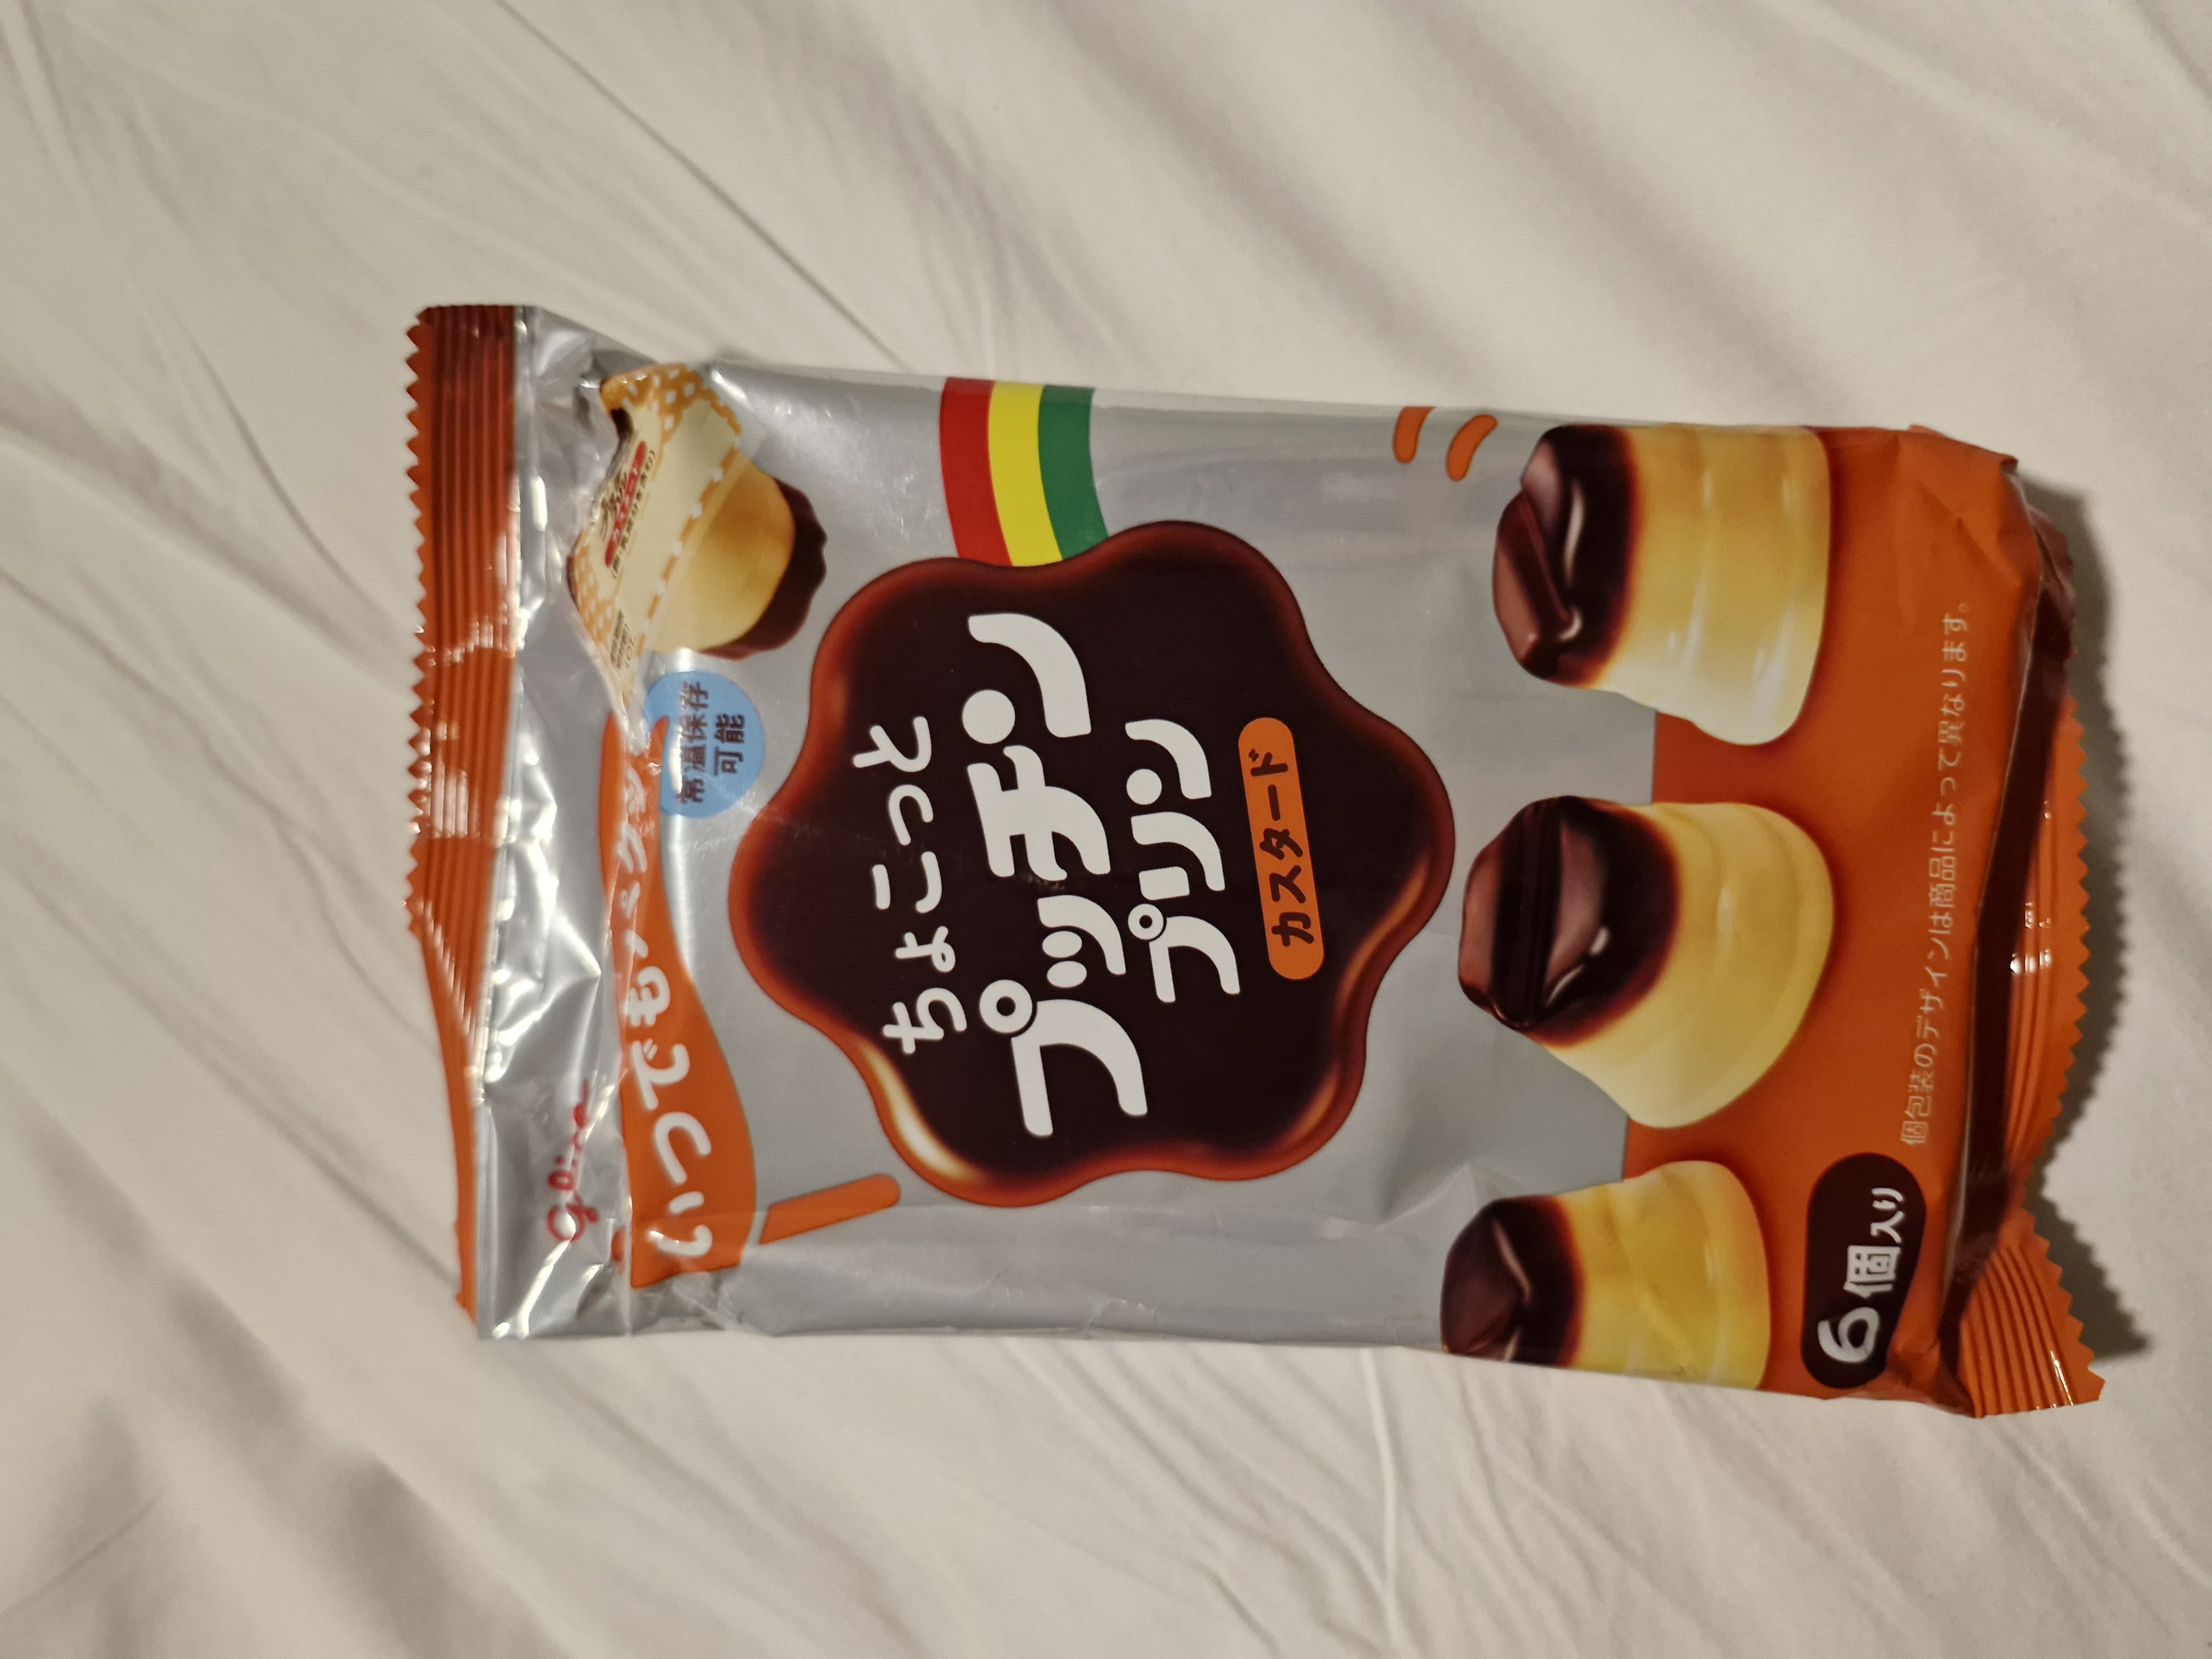 glico
いつでもパクッ
常温保存
可能
ちょこっと
プッチン
プリン
カスタード
6個入り
個包装のデザインは商品によって異なります。